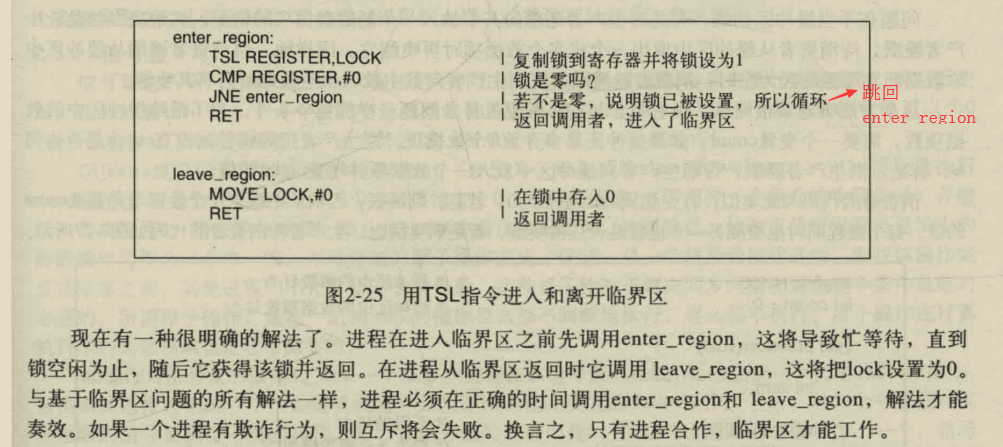 enter_region:
TSL REGISTER,LOCK 复制锁到寄存器并将锁设为1
CMP REGISTER,#0 锁是零吗?
JNE enter_region 若不是零,说明锁已被设置,所以循环 跳回
RET 返回调用者,进入了临界区 enter region
leave_region:
MOVE LOCK,#0 在锁中存入0
RET 返回调用者
图2-25 用TSL指令进入和离开临界区
现在有一种很明确的解法了。进程在进入临界区之前先调用enter_region,这将导致忙等待,直到
锁空闲为止,随后它获得该锁并返回。在进程从临界区返回时它调用 leave_region,这将把lock设置为0。
与基于临界区问题的所有解法一样,进程必须在正确的时间调用enter_region和 leave_region,解法才能
奏效。如果一个进程有欺诈行为,则互斥将会失败。换言之,只有进程合作,临界区才能工作。